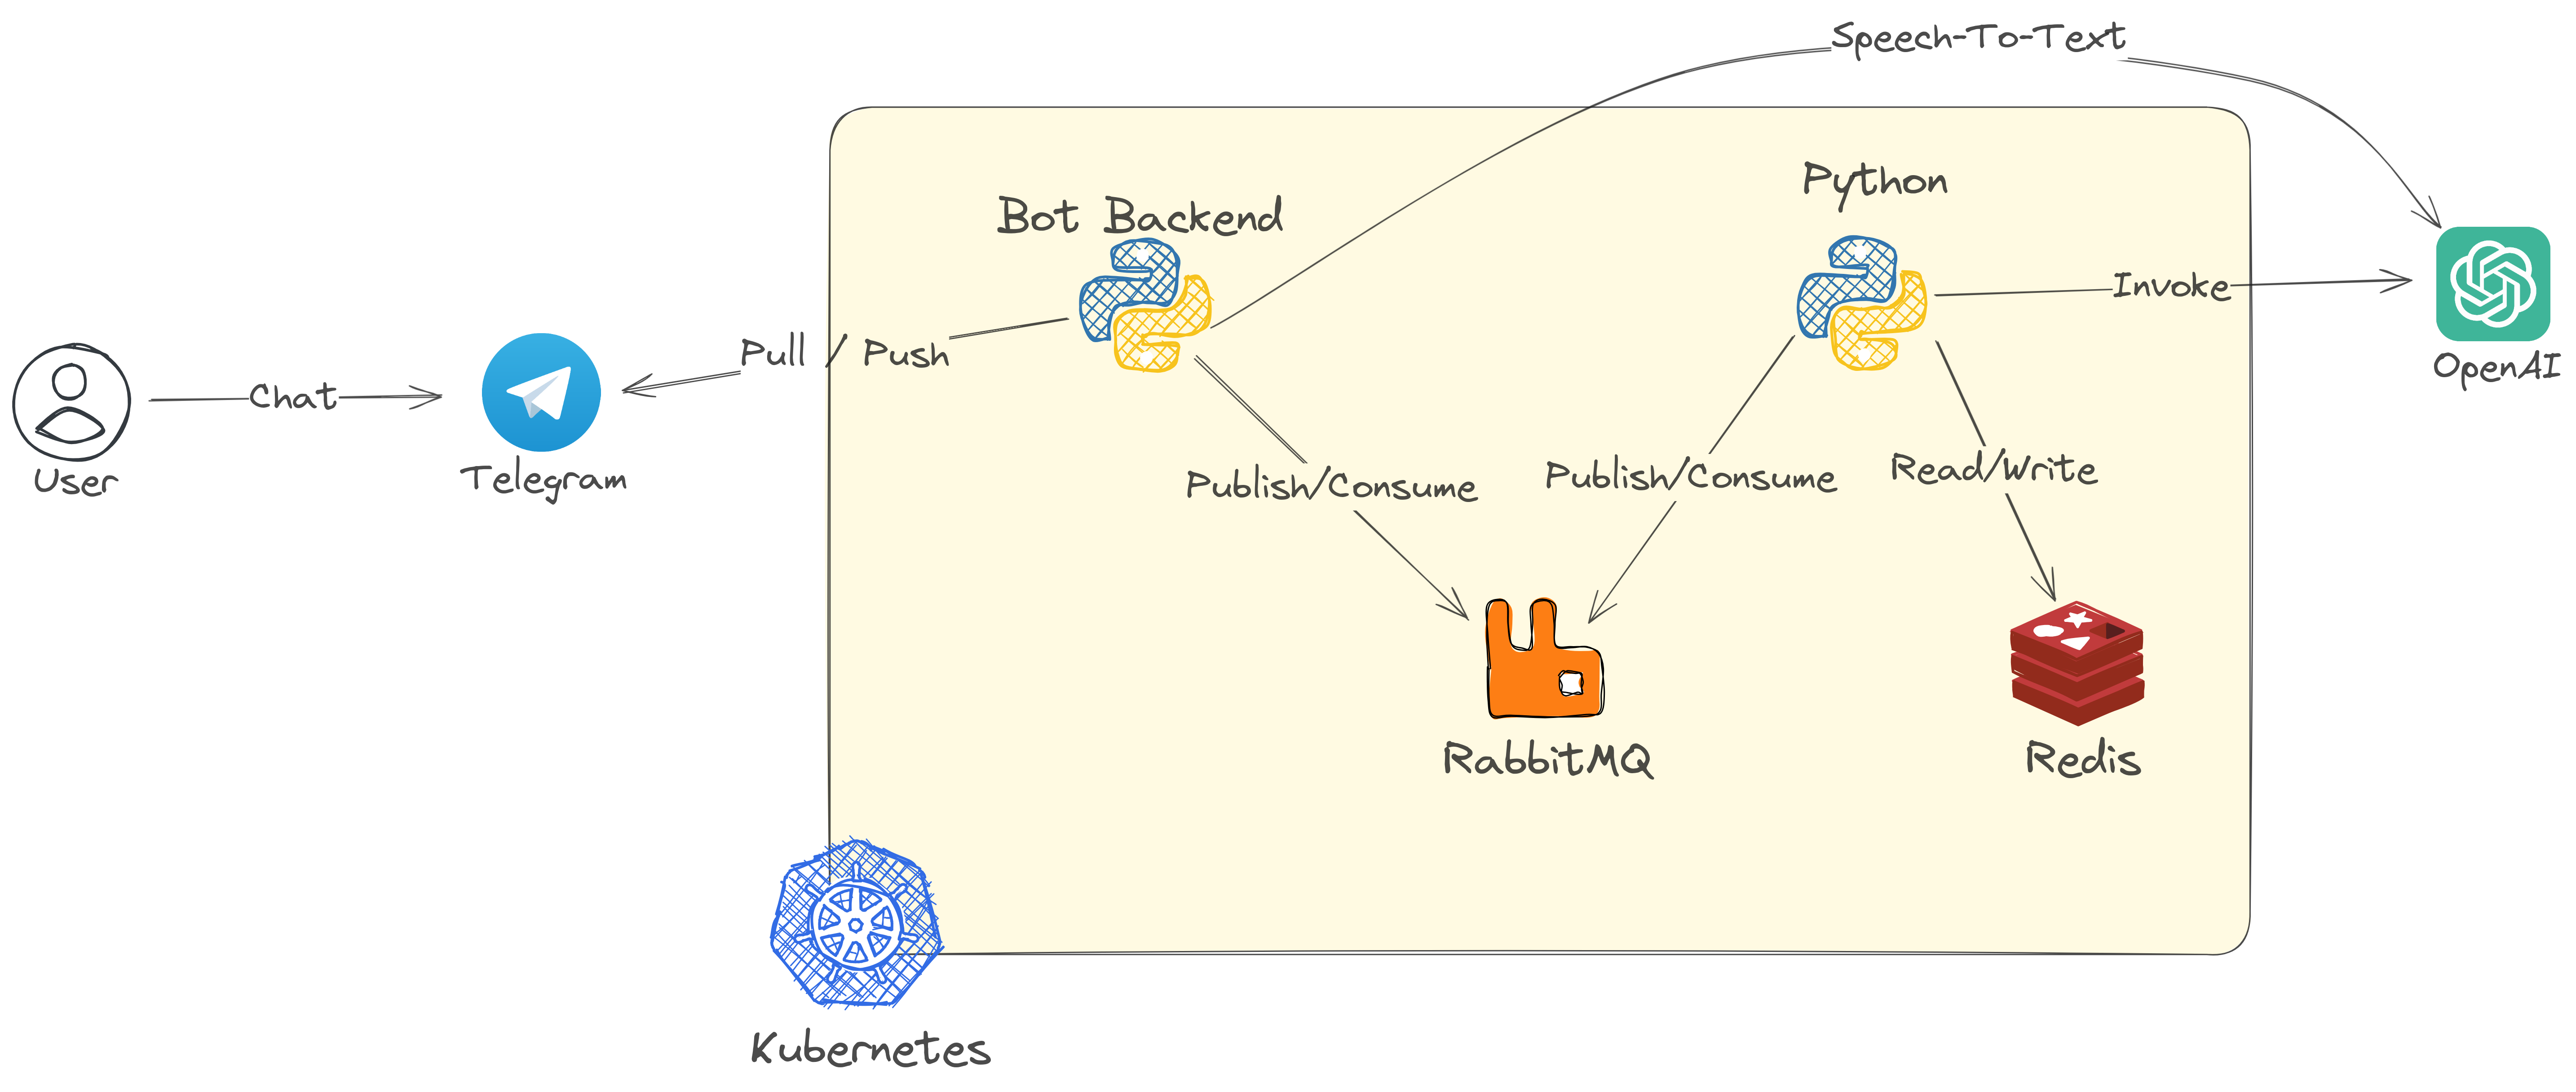 Speech-To-Text
Python
Bot Backend
Invoke
Pull / Push
OpenAI
Chat
User
Telegram
Publish/Consume
Publish/Consume
Read/Write
RabbitMQ
Redis
Kubernetes